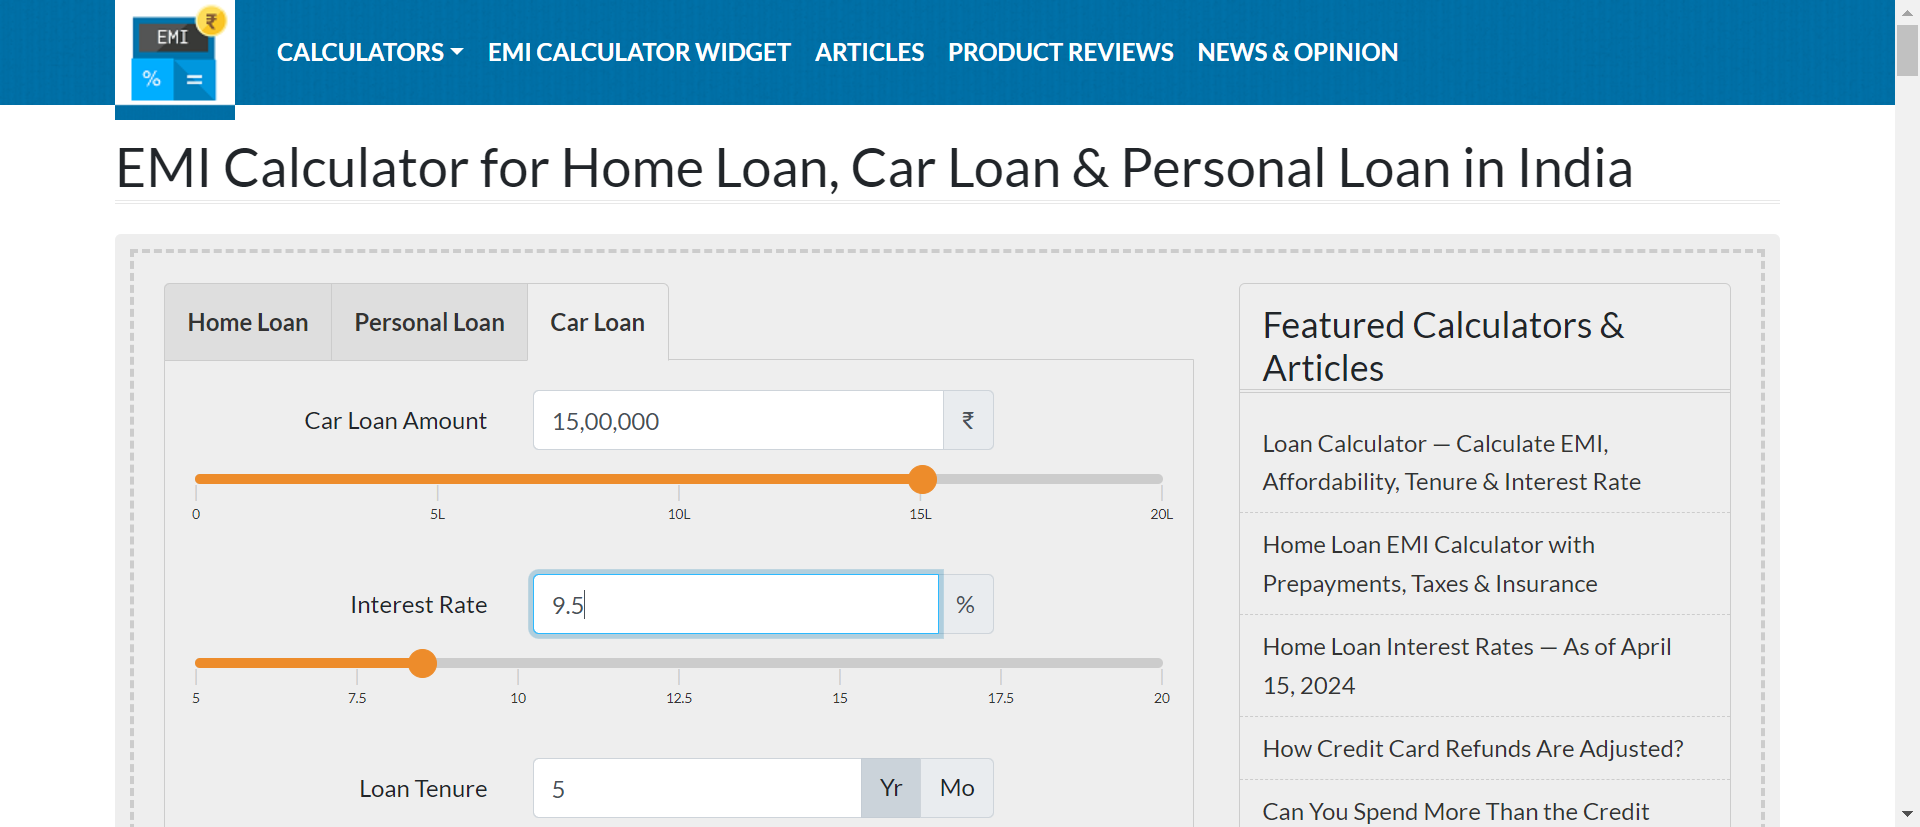 EMI
₹
%
=
CALCULATORS
EMI CALCULATOR WIDGET
ARTICLES
PRODUCT REVIEWS
NEWS & OPINION
EMI Calculator for Home Loan, Car Loan & Personal Loan in India
Home Loan
Personal Loan
Car Loan
Car Loan Amount
15,00,000
₹
0
5L
10L
15L
20L
Interest Rate
9.5
%
5
7.5
10
12.5
15
17.5
20
Loan Tenure
5
Yr
Mo
Featured Calculators &
Articles
Loan Calculator — Calculate EMI,
Affordability, Tenure & Interest Rate
Home Loan EMI Calculator with
Prepayments, Taxes & Insurance
Home Loan Interest Rates — As of April
15, 2024
How Credit Card Refunds Are Adjusted?
Can You Spend More Than the Credit